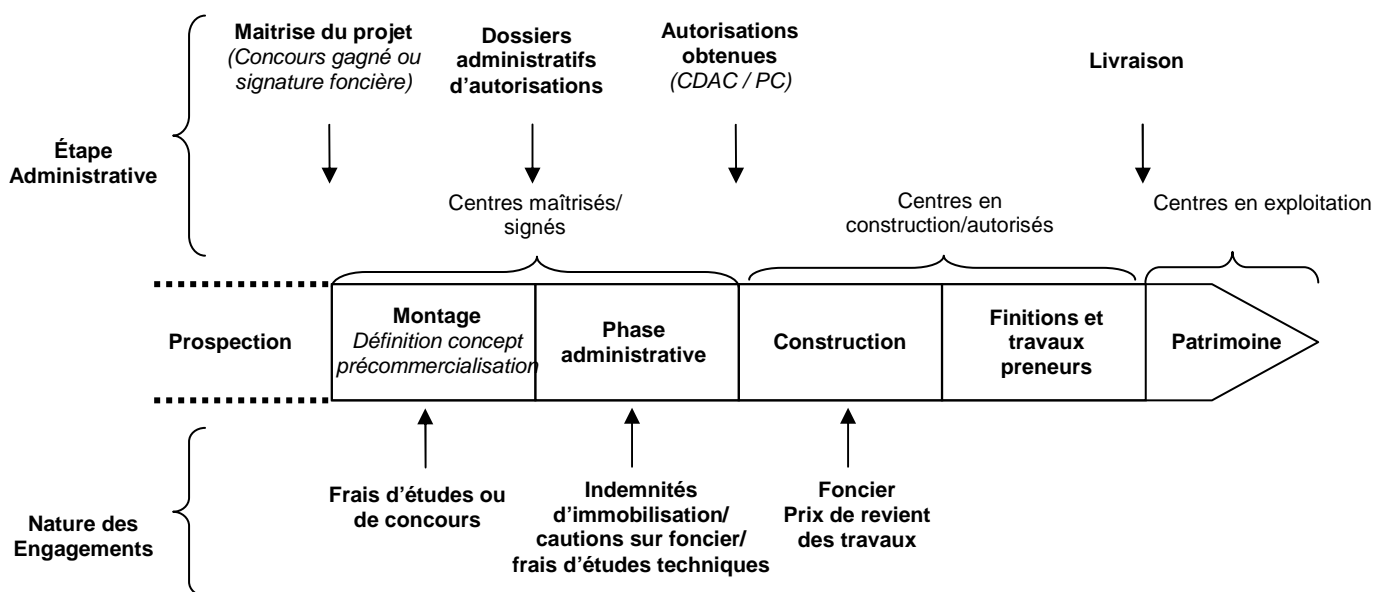 Maitrise du projet
(Concours gagné ou
signature foncière)
Dossiers
administratifs
d'autorisations
Autorisations
obtenues
(CDAC / PC)
Livraison
Étape
Administrative
Centres maîtrisés/
signés
Centres en
construction/autorisés
Centres en exploitation
Prospection
Montage
Définition concept
précommercialisation
Phase
administrative
Construction
Finitions et
travaux
preneurs
Patrimoine
Nature des
Engagements
Frais d'études ou
de concours
Indemnités
d'immobilisation/
cautions sur foncier/
frais d'études techniques
Foncier
Prix de revient
des travaux